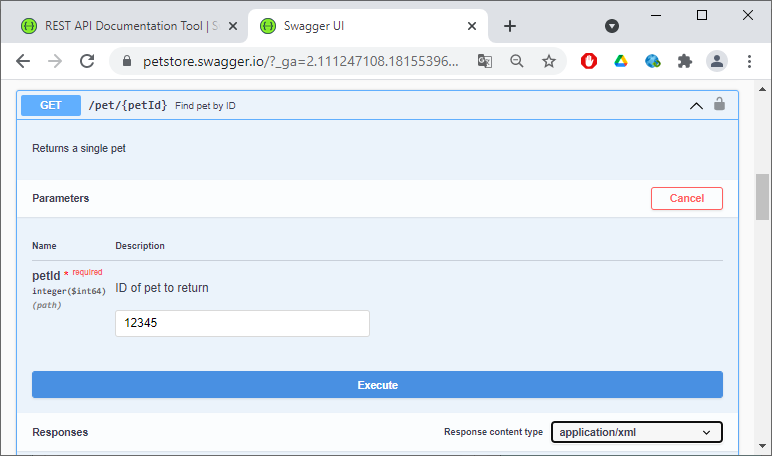 REST API Documentation Tool | S
Swagger UI
petstore.swagger.io/?_ga=2.111247108.18155396...
GET /pet/{petId} Find pet by ID
Returns a single pet
Parameters Cancel
Name Description
petId * required
integer($int64)
(path)
ID of pet to return
12345
Execute
Responses Response content type application/xml